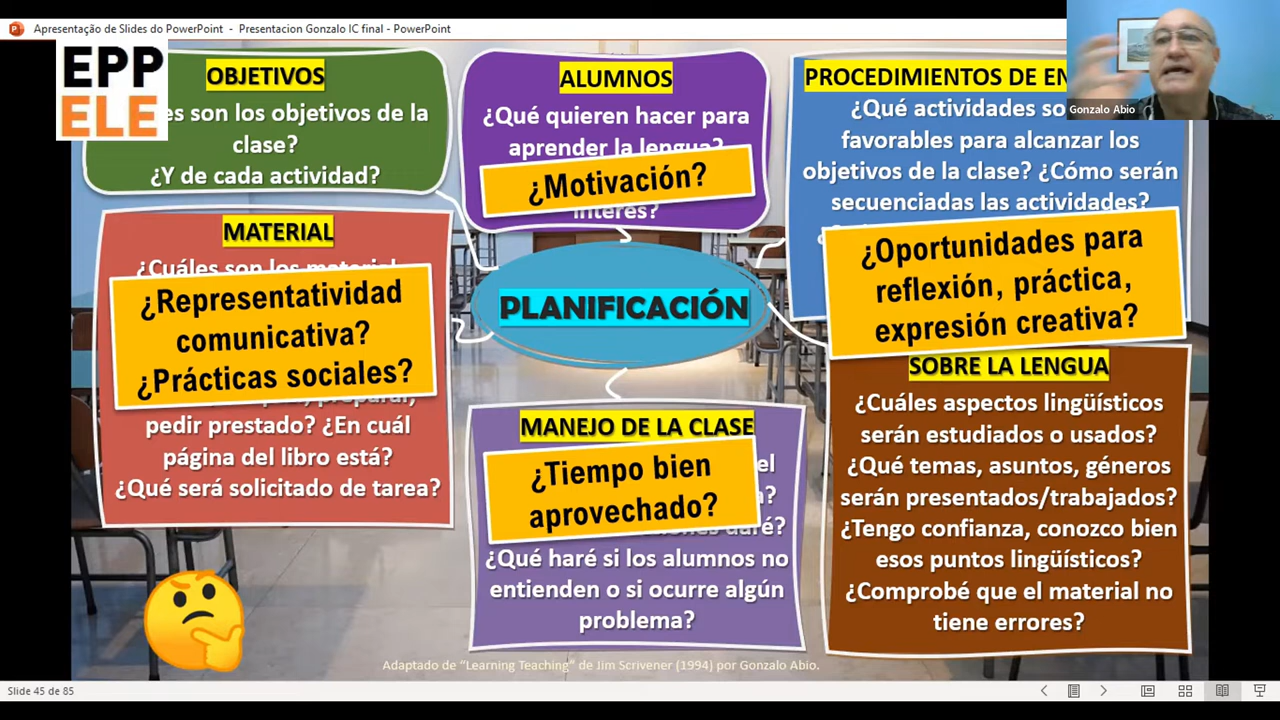 Apresentação de Slides do PowerPoint - Presentacion Gonzalo IC final - PowerPoint
EPP
ELE
OBJETIVOS
son los objetivos de la
clase?
¿Y de cada actividad?
ALUMNOS
¿Qué quieren hacer para
aprender la lengua?
¿Motivación?
interés?
PROCEDIMIENTOS DE
¿Qué actividades
favorables para alcanzar los
objetivos de la clase? ¿Cómo serán
secuenciadas las actividades?
¿Oportunidades para
reflexión, práctica,
expresión creativa?
Gonzalo Abio
MATERIAL
¿Cuáles son los
¿Representatividad
comunicativa?
¿Prácticas sociales?
preparar,
pedir prestado? ¿En cuál
página del libro está?
¿Qué será solicitado de tarea?
PLANIFICACIÓN
MANEJO DE LA CLASE
el
¿Tiempo bien
aprovechado?
daré?
¿Qué haré si los alumnos no
entienden o si ocurre algún
problema?
SOBRE LA LENGUA
¿Cuáles aspectos lingüísticos
serán estudiados o usados?
¿Qué temas, asuntos, géneros
serán presentados/trabajados?
¿Tengo confianza, conozco bien
esos puntos lingüísticos?
¿Comprobé que el material no
tiene errores?
Adaptado de “Learning Teaching” de Jim Scrivener (1994) por Gonzalo Abio.
Slide 45 de 85